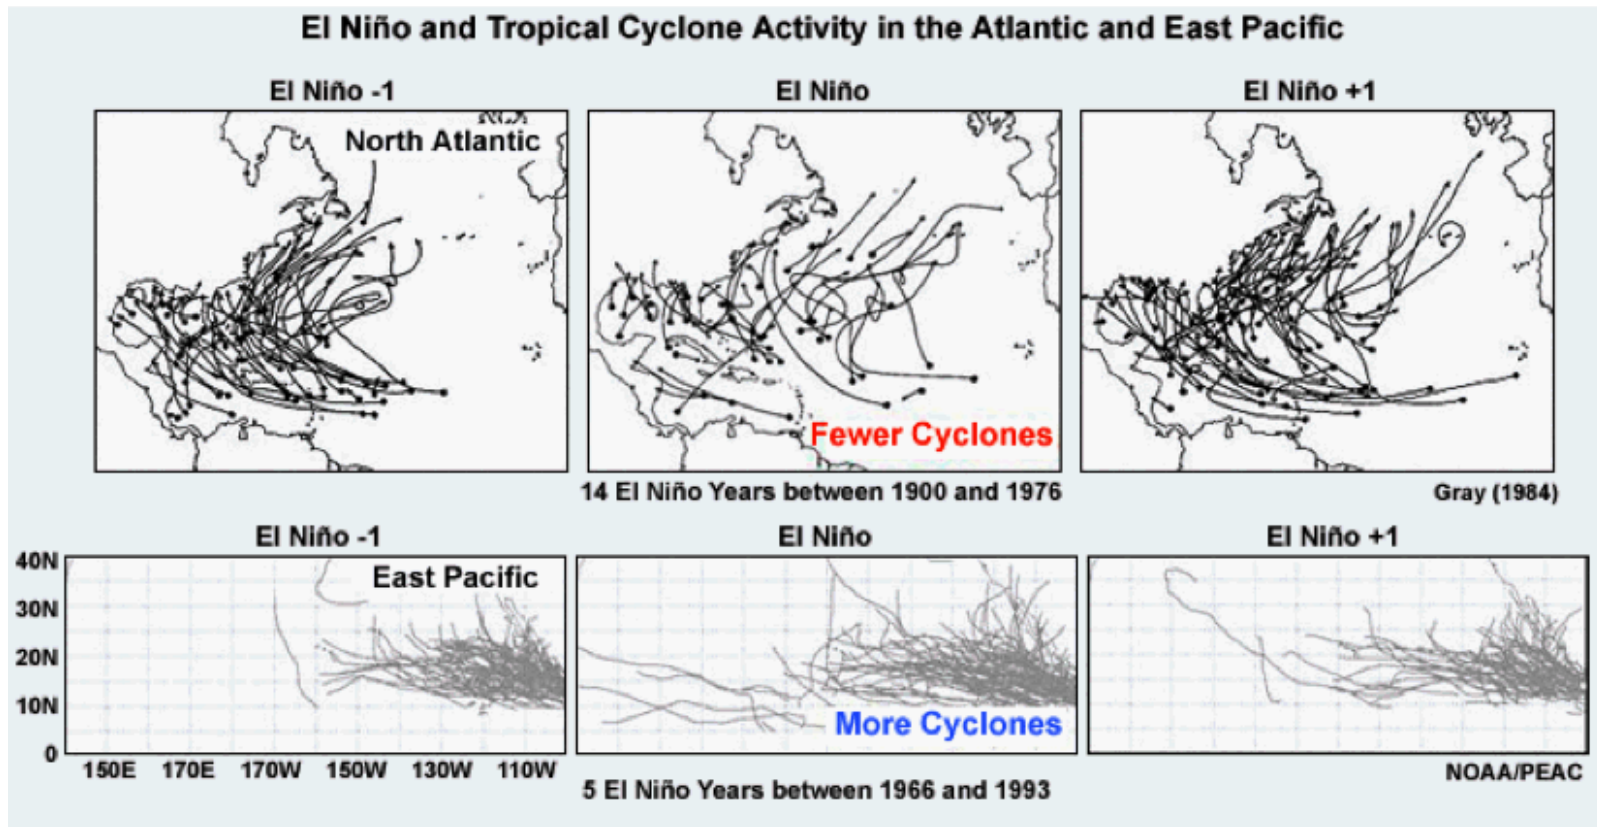 El Niño and Tropical Cyclone Activity in the Atlantic and East Pacific
El Niño -1
El Niño
El Niño +1
North Atlantic
Fewer Cyclones
14 El Niño Years between 1900 and 1976
Gray (1984)
El Niño -1
El Niño
El Niño +1
40N
East Pacific
30N
20N
10N
More Cyclones
0
150E 170E 170W 150W 130W 110W
NOAA/PEAC
5 El Niño Years between 1966 and 1993